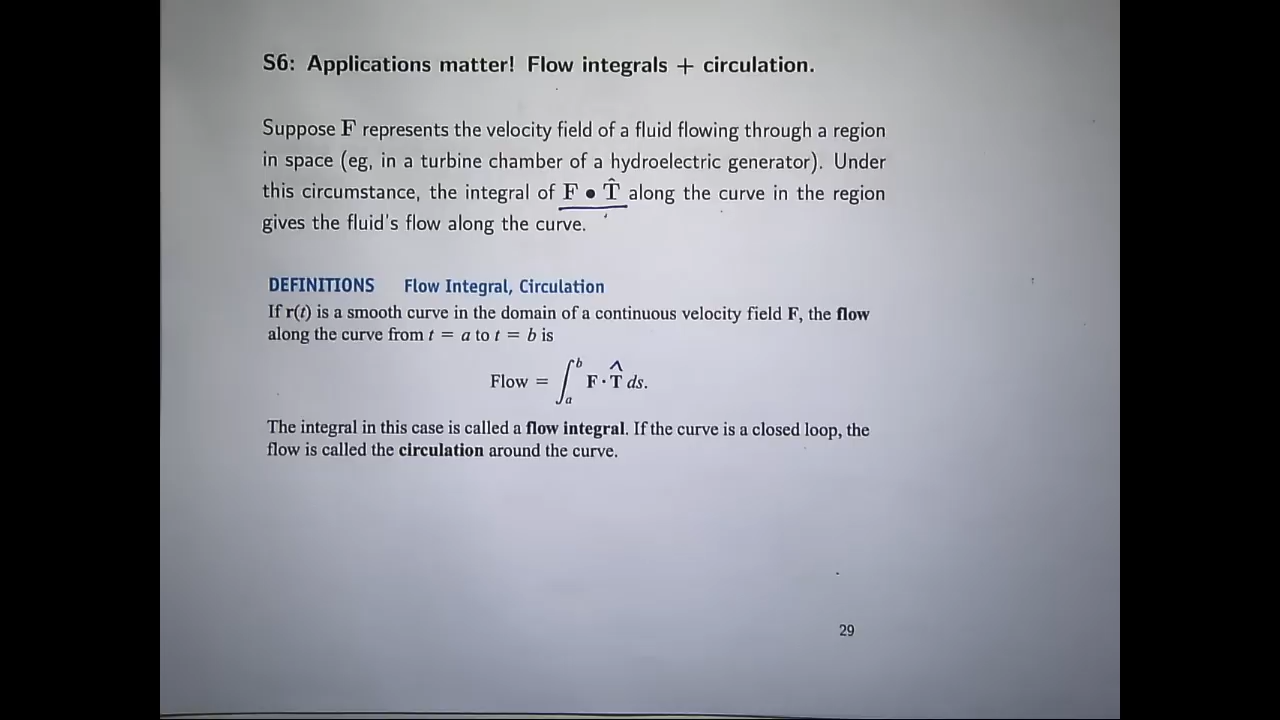 S6: Applications matter! Flow integrals + circulation.
Suppose F represents the velocity field of a fluid flowing through a region
in space (eg, in a turbine chamber of a hydroelectric generator). Under
this circumstance, the integral of F • T̂ along the curve in the region
gives the fluid's flow along the curve.
DEFINITIONS Flow Integral, Circulation
If r(t) is a smooth curve in the domain of a continuous velocity field F, the flow
along the curve from t = a to t = b is
Flow = ∫_a^b F · T̂ ds.
The integral in this case is called a flow integral. If the curve is a closed loop, the
flow is called the circulation around the curve.
29